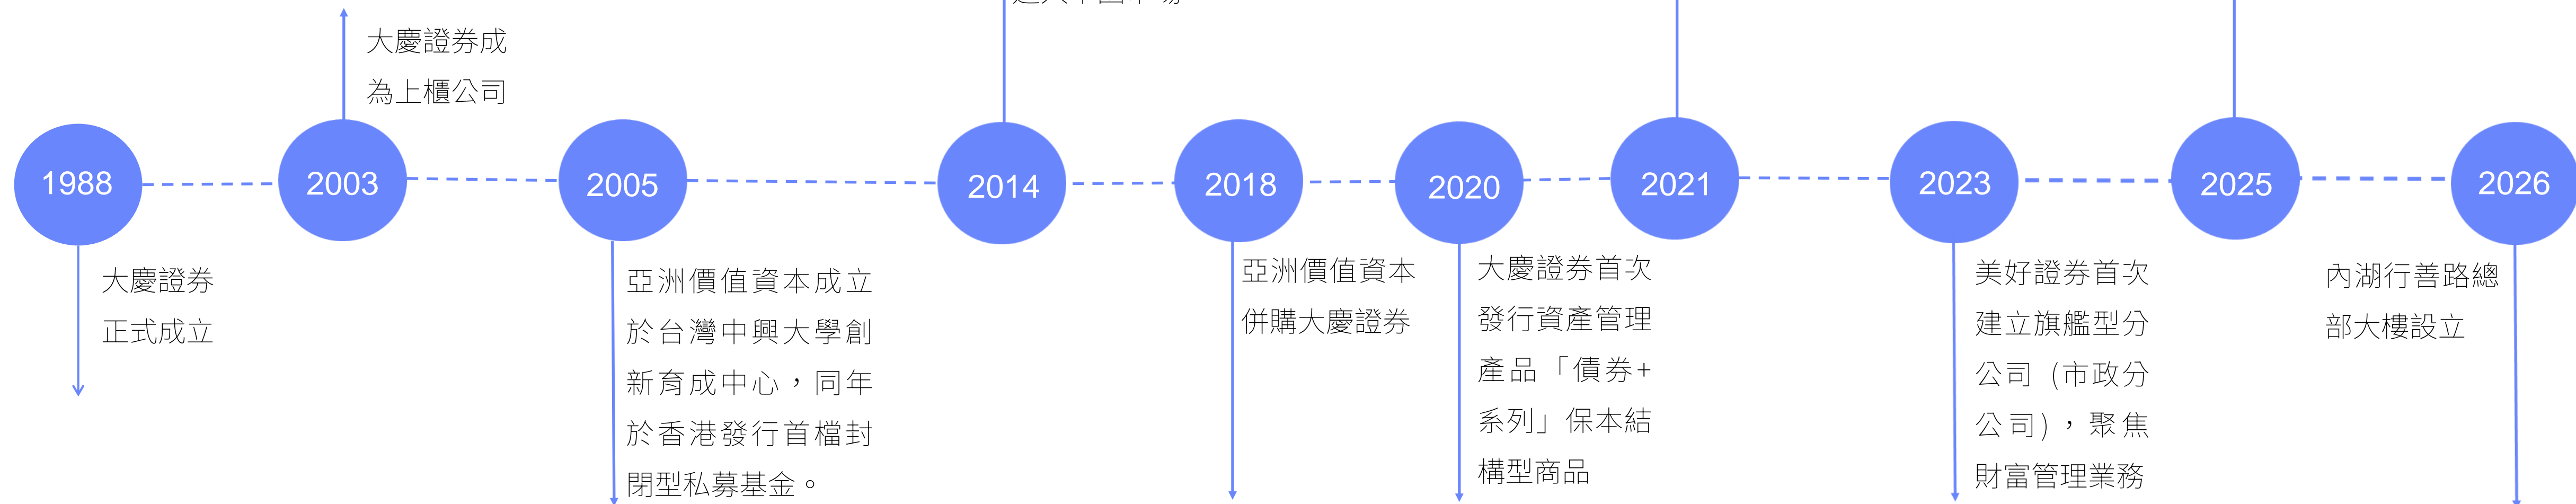 大慶證券成
為上櫃公司
1988
2003
2005
2014
2018
2020
2021
2023
2025
2026
大慶證券
正式成立
亞洲價值資本成立
於台灣中興大學創
新育成中心，同年
於香港發行首檔封
閉型私募基金。
亞洲價值資本
併購大慶證券
大慶證券首次
發行資產管理
產品「債券+
系列」保本結
構型商品
美好證券首次
建立旗艦型分
公司 (市政分
公司)，聚焦
財富管理業務
內湖行善路總
部大樓設立